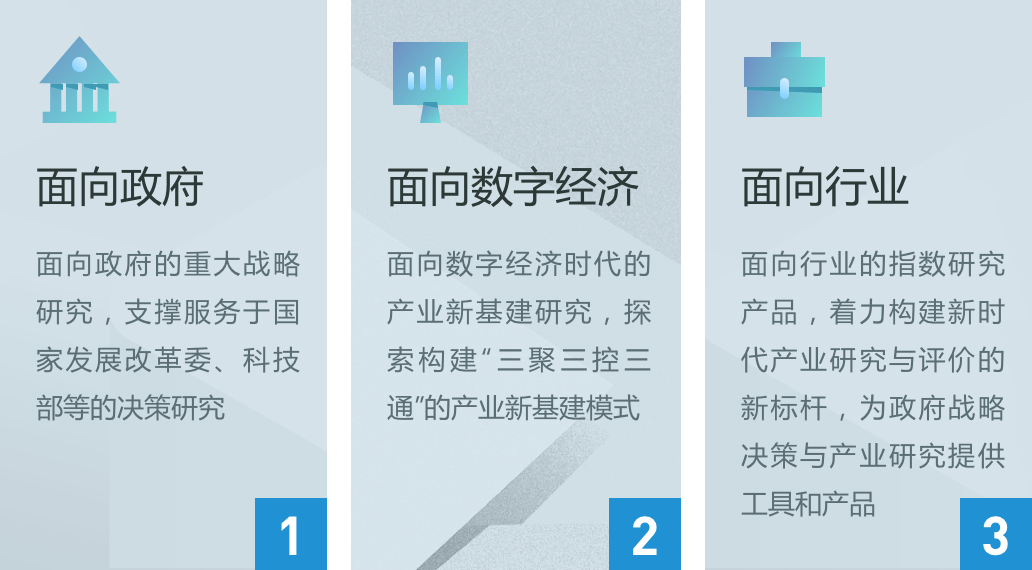 面向政府
面向政府的重大战略
研究，支撑服务于国
家发展改革委、科技
部等的决策研究
1
面向数字经济
面向数字经济时代的
产业新基建研究，探
索构建“三聚三控三
通”的产业新基建模式
2
面向行业
面向行业的指数研究
产品，着力构建新时
代产业研究与评价的
新标杆，为政府战略
决策与产业研究提供
工具和产品
3